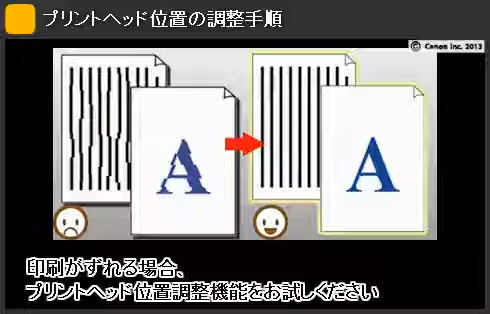 プリントヘッド位置の調整手順
© Canon Inc. 2013
A
A
印刷がずれる場合、
プリントヘッド位置調整機能をお試しください